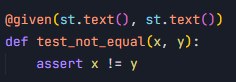 @given(st.text(), st.text())
def test_not_equal(x, y):
    assert x != y